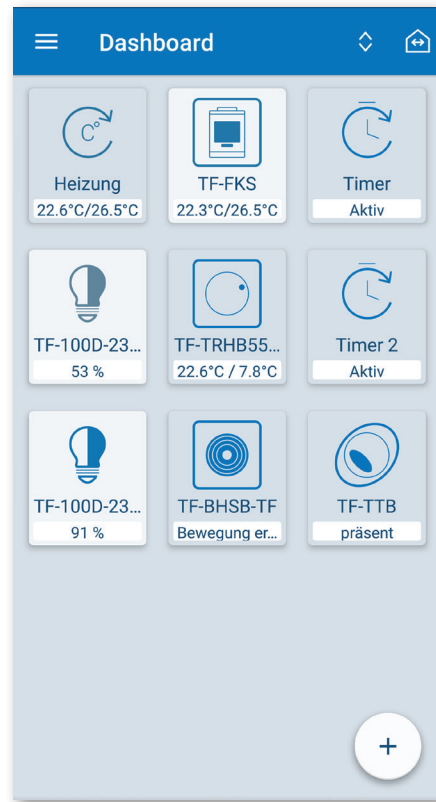 Dashboard
C°
Heizung
22.6°C/26.5°C
TF-FKS
22.3°C/26.5°C
Timer
Aktiv
TF-100D-23...
53 %
TF-TRHB55...
22.6°C / 7.8°C
Timer 2
Aktiv
TF-100D-23...
91 %
TF-BHSB-TF
Bewegung er...
TF-TTB
präsent
+